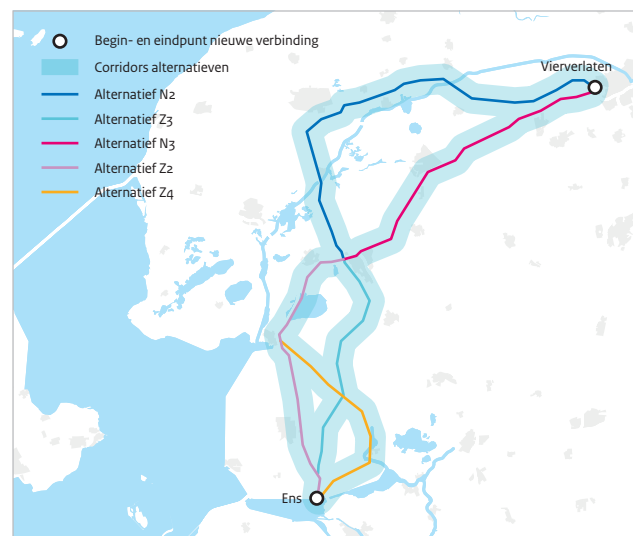 Begin- en eindpunt nieuwe verbinding
Corridors alternatieven
Alternatief N2
Alternatief Z3
Alternatief N3
Alternatief Z2
Alternatief Z4
Vierverlaten
Ens